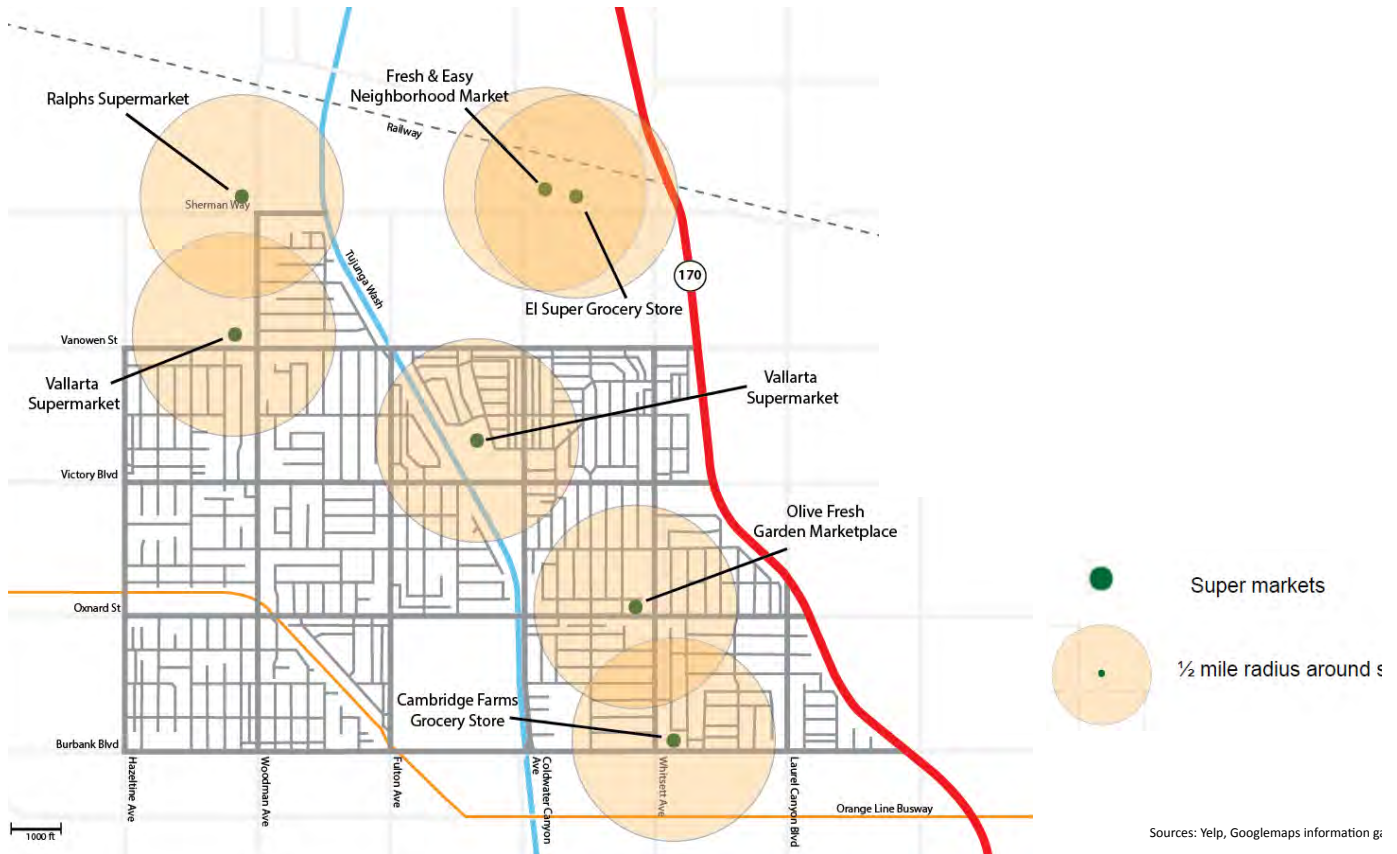 Fresh & Easy
Neighborhood Market
Ralphs Supermarket
Railway
Sherman Way
Tujunga Wash
170
El Super Grocery Store
Vanowen St
Vallarta
Supermarket
Vallarta
Supermarket
Victory Blvd
Olive Fresh
Garden Marketplace
Super markets
Oxnard St
½ mile radius around s
Cambridge Farms
Grocery Store
Burbank Blvd
Hazeltine Ave
Woodman Ave
Fulton Ave
Coldwater Canyon
Ave
Whitsett Ave
Laurel Canyon Blvd
Orange Line Busway
1000 ft
Sources: Yelp, Googlemaps information ga